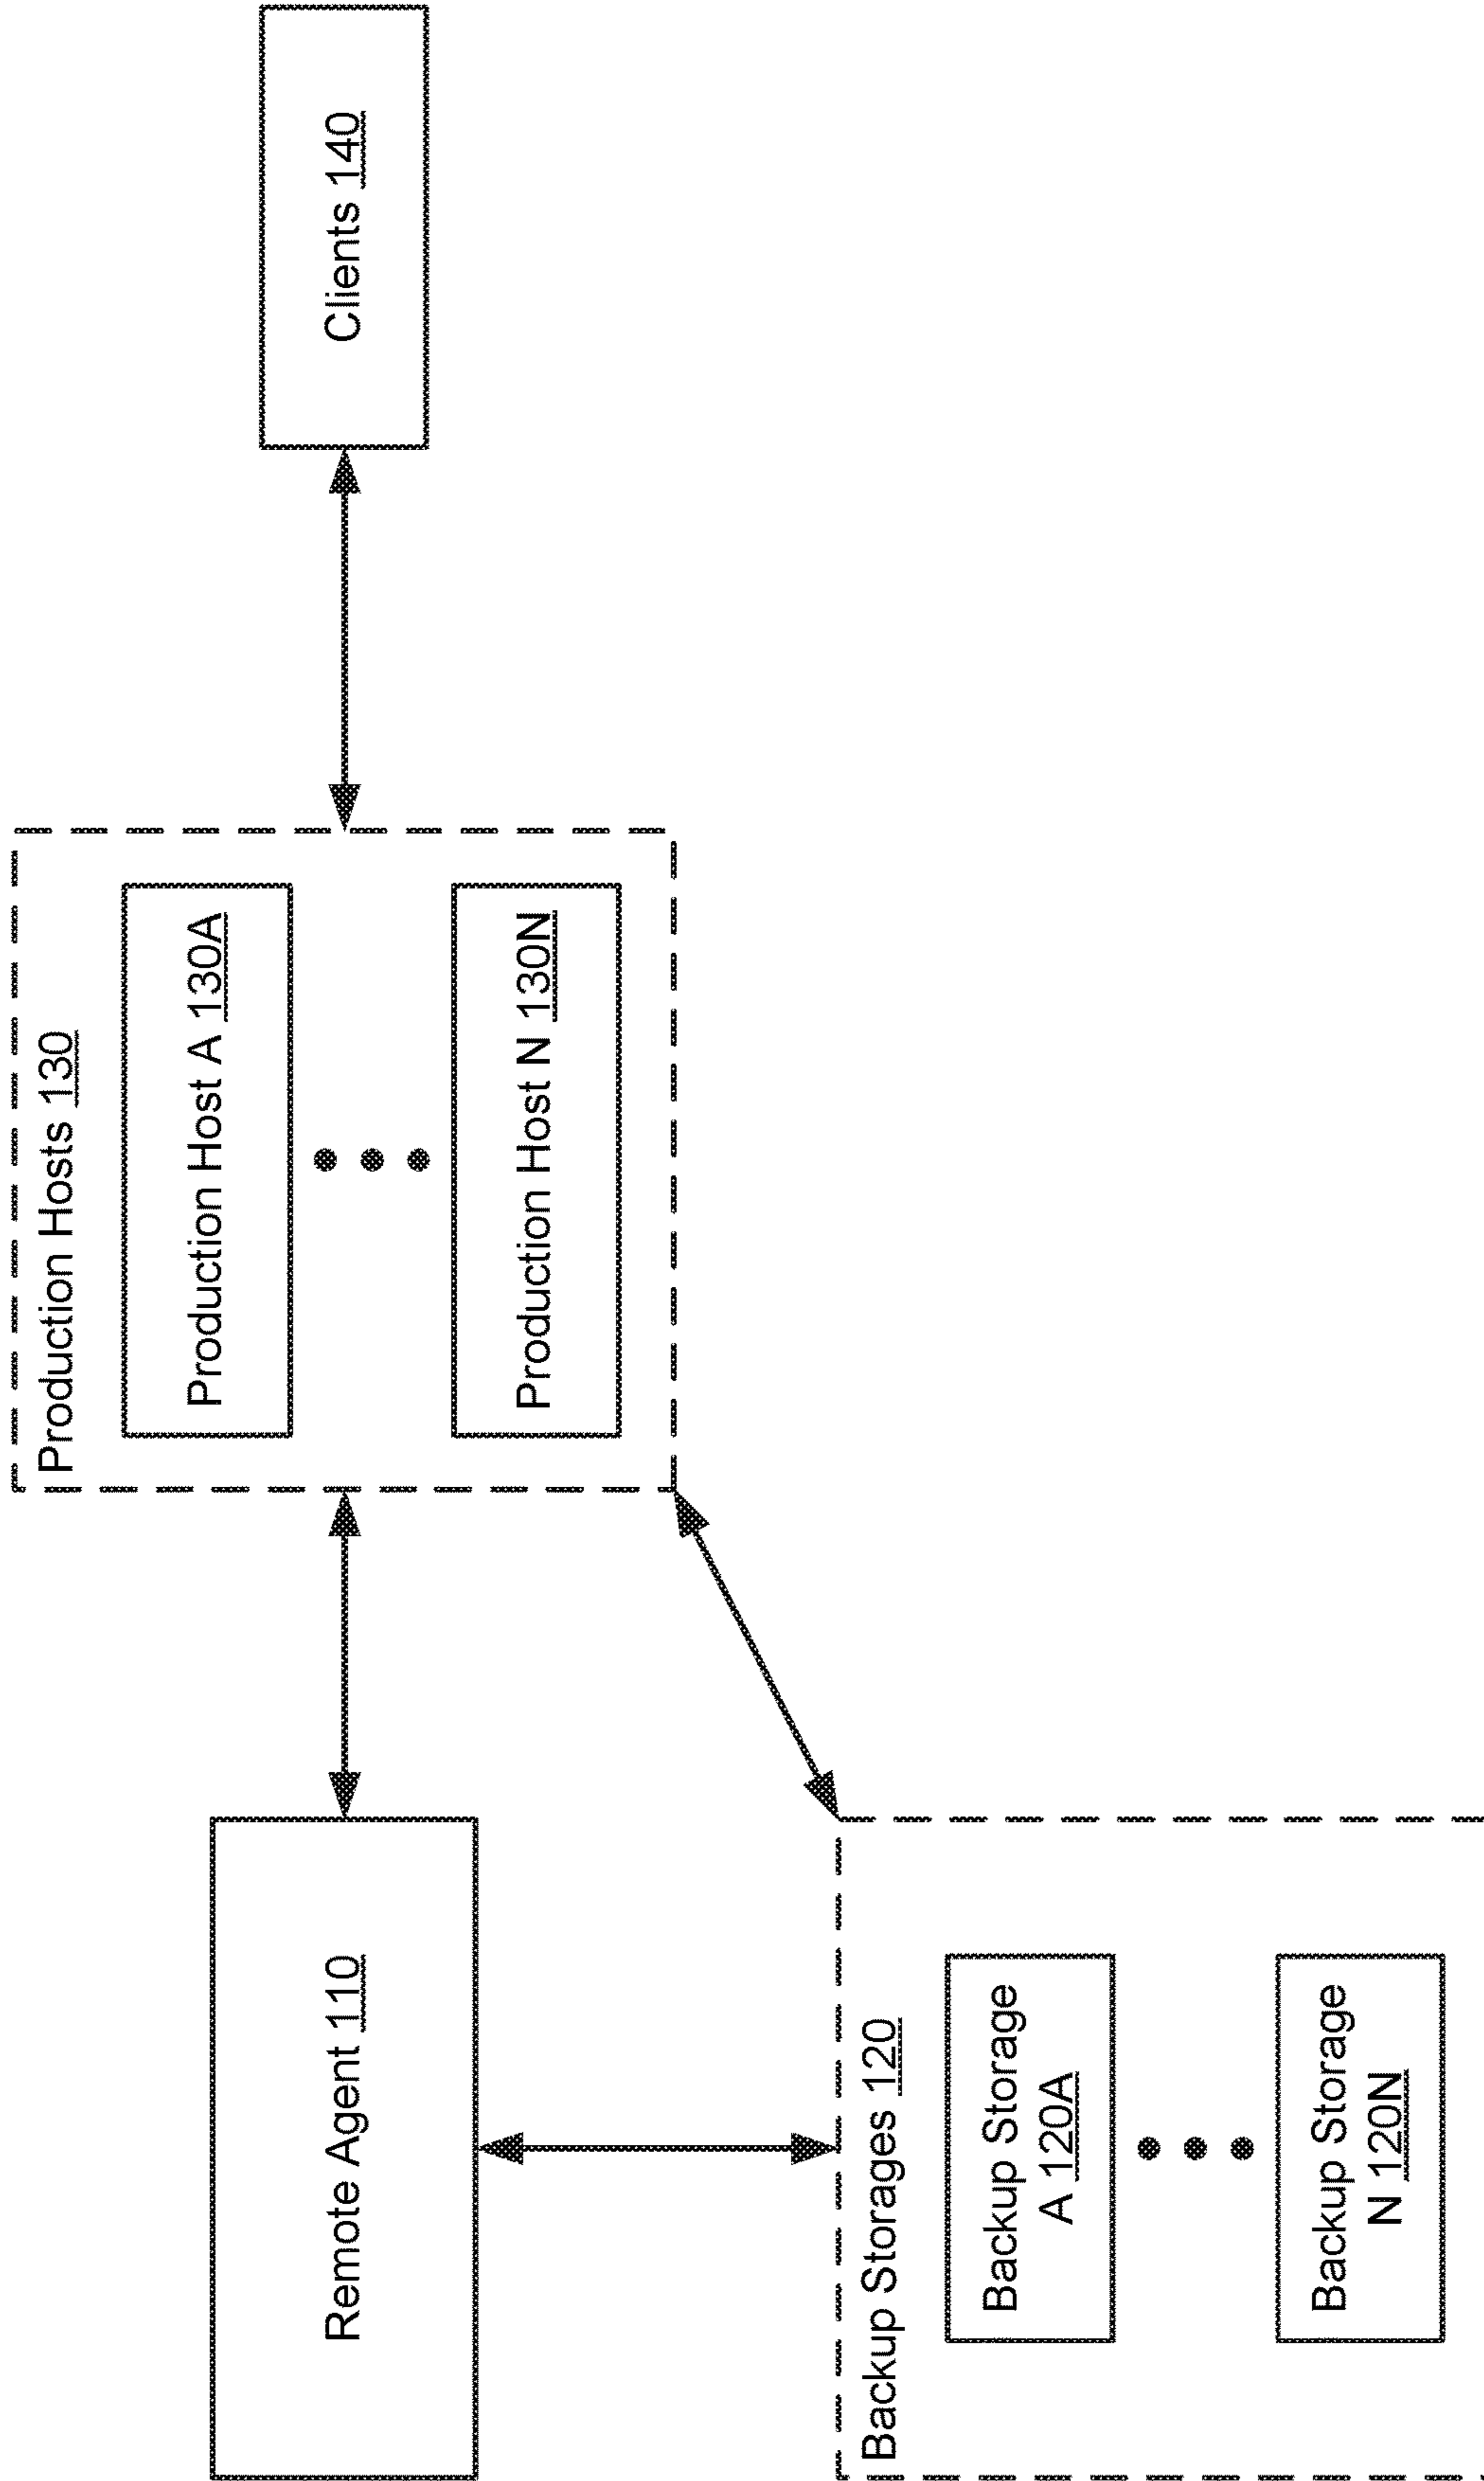 Remote Agent 110
Production Hosts 130
Production Host A 130A
Production Host N 130N
Clients 140
Backup Storages 120
Backup Storage
A 120A
Backup Storage
N 120N